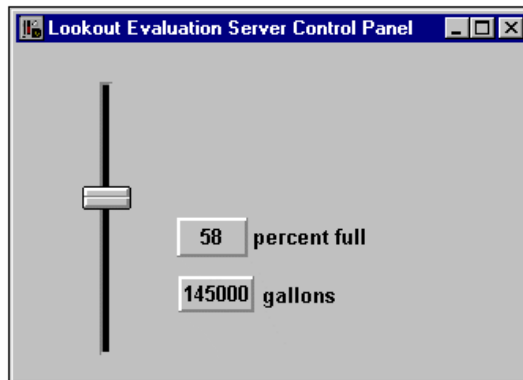 Lookout Evaluation Server Control Panel
58 percent full
145000 gallons